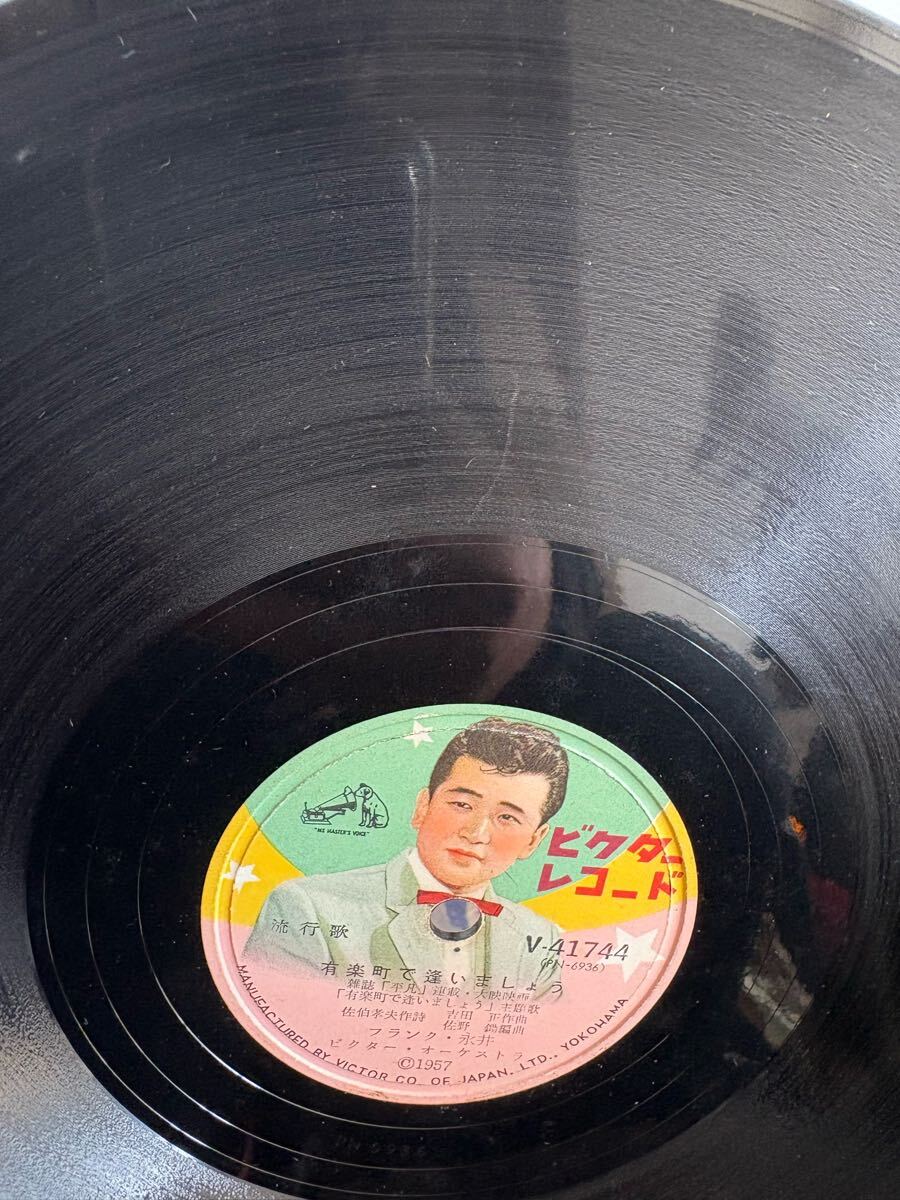 "HIS MASTER'S VOICE"
ビクター
レコード
流行歌
V-41744
(PN-6936)
有楽町で逢いましょう
雑誌「平凡」連載・大映映画
「有楽町で逢いましょう」主題歌
佐伯孝夫作詩 吉田 正作曲
佐野 鋤編曲
フランク・永井
ビクター・オーケストラ
©1957
MANUFACTURED BY VICTOR CO. OF JAPAN, LTD., YOKOHAMA